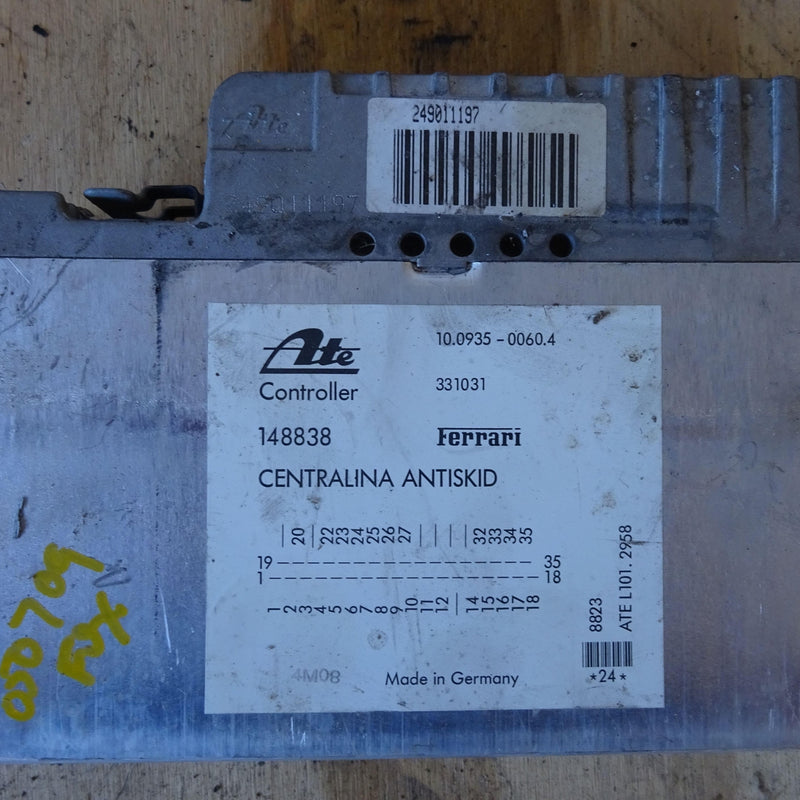 249011197
Ate
249011197
Ate
10.0935-0060.4
Controller
331031
148838
Ferrari
CENTRALINA ANTISKID
20 22 23 24 25 26 27 32 33 34 35
19 35
1 18
1 2 3 4 5 6 7 8 9 10 11 12 14 15 16 17 18
8823
ATE L101. 2958
*24*
4M08
Made in Germany